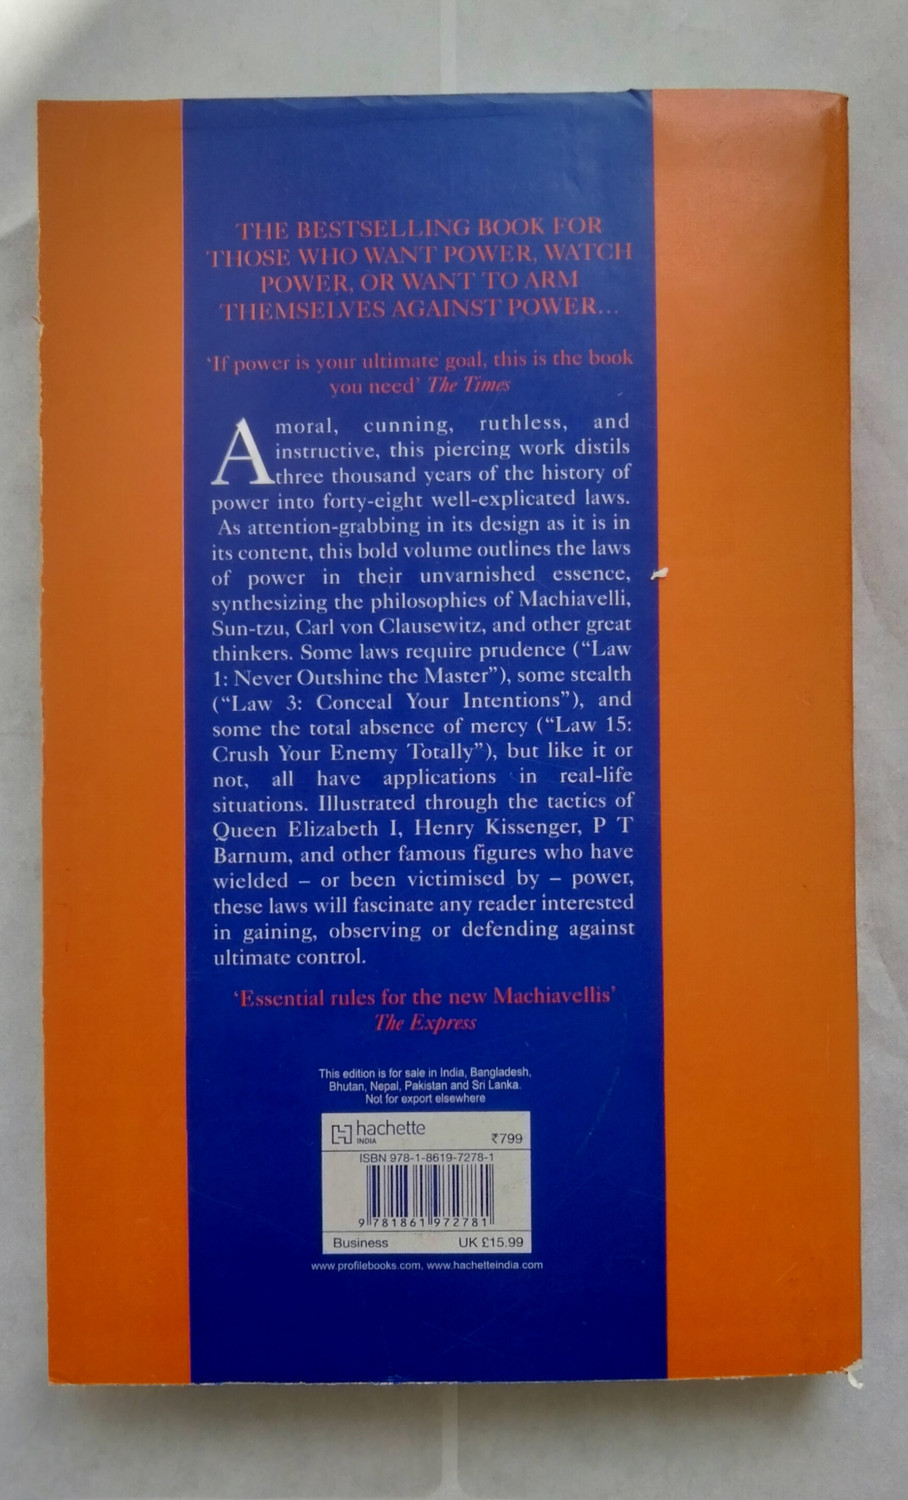 THE BESTSELLING BOOK FOR
THOSE WHO WANT POWER, WATCH
POWER, OR WANT TO ARM
THEMSELVES AGAINST POWER...
'If power is your ultimate goal, this is the book
you need' The Times
Amoral, cunning, ruthless, and
instructive, this piercing work distils
three thousand years of the history of
power into forty-eight well-explicated laws.
As attention-grabbing in its design as it is in
its content, this bold volume outlines the laws
of power in their unvarnished essence,
synthesizing the philosophies of Machiavelli,
Sun-tzu, Carl von Clausewitz, and other great
thinkers. Some laws require prudence ("Law
1: Never Outshine the Master"), some stealth
("Law 3: Conceal Your Intentions"), and
some the total absence of mercy ("Law 15:
Crush Your Enemy Totally"), but like it or
not, all have applications in real-life
situations. Illustrated through the tactics of
Queen Elizabeth I, Henry Kissenger, P T
Barnum, and other famous figures who have
wielded – or been victimised by – power,
these laws will fascinate any reader interested
in gaining, observing or defending against
ultimate control.
'Essential rules for the new Machiavellis'
The Express
This edition is for sale in India, Bangladesh,
Bhutan, Nepal, Pakistan and Sri Lanka.
Not for export elsewhere
hachette
INDIA
₹799
ISBN 978-1-8619-7278-1
9 781861 972781
Business UK £15.99
www.profilebooks.com, www.hachetteindia.com